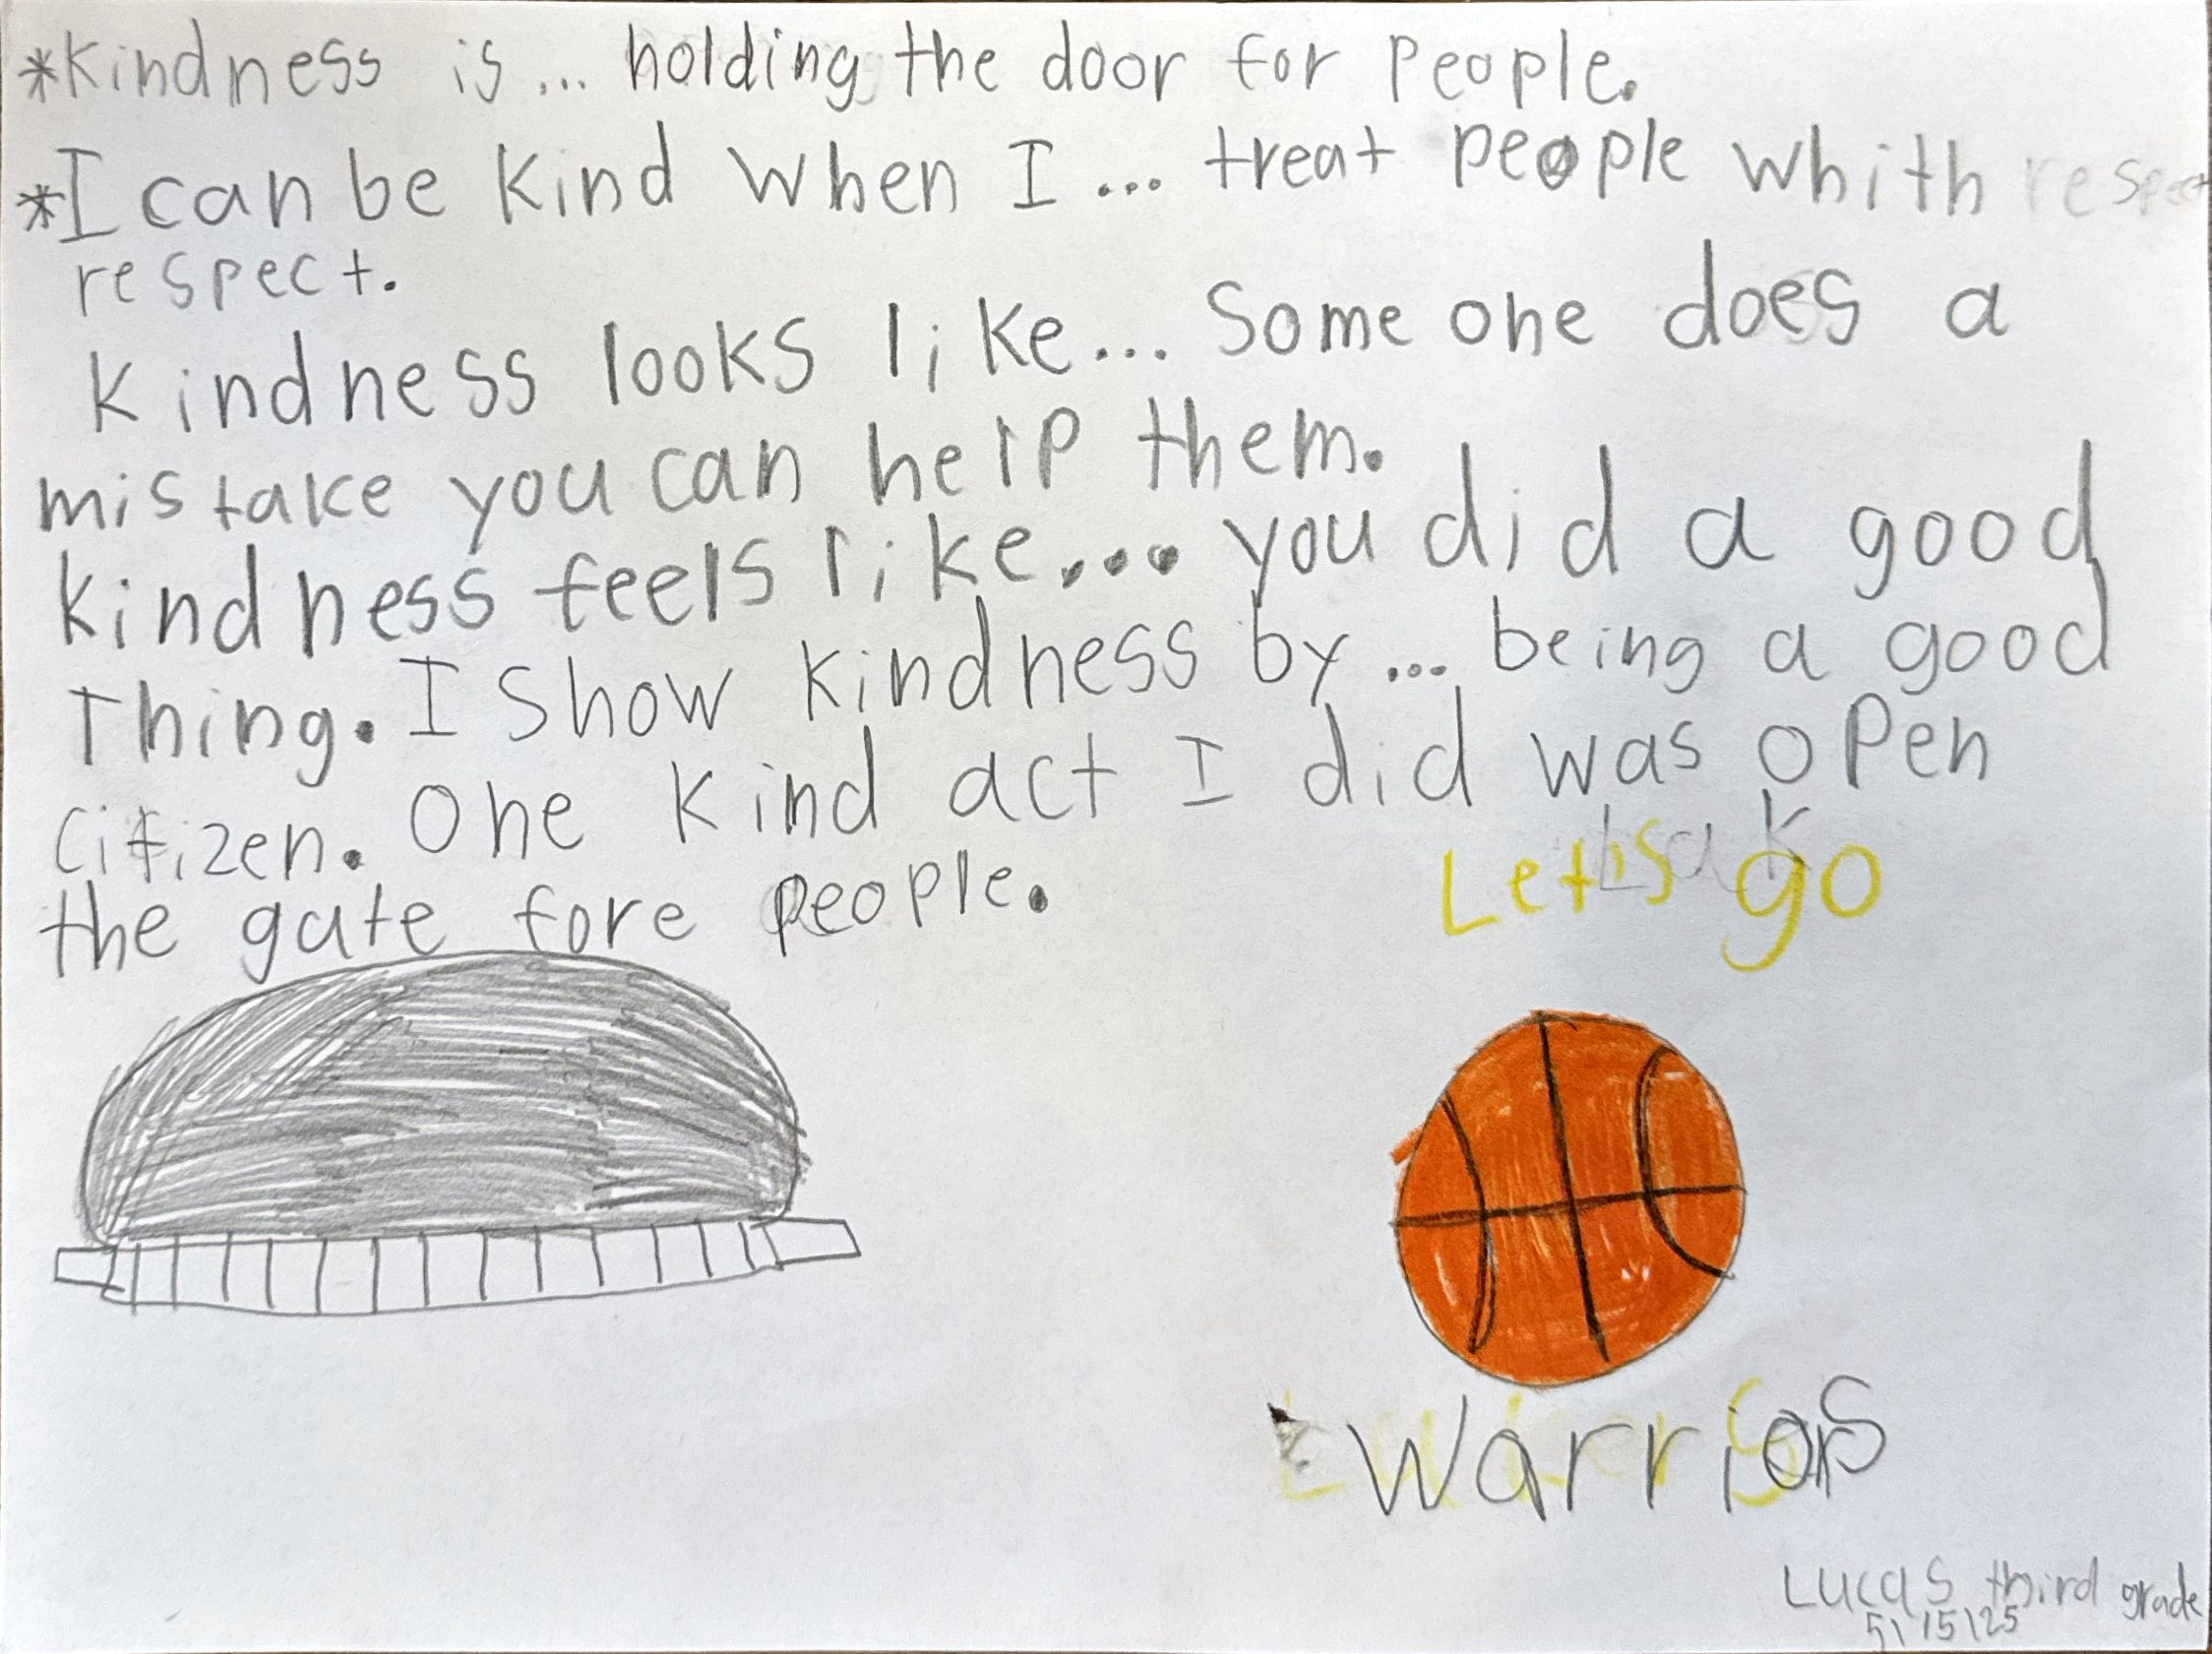 *Kindness is... holding the door for People.
*I can be kind when I... treat people whith respect
respect.
Kindness looks like... Some one does a
mistake you can help them.
kindness feels like... you did a good
Thing. I Show kindness by... being a good
Citizen. One kind act I did was open
the gate fore people.
Let's go
Warriors
Lucas third grade
5/15/25